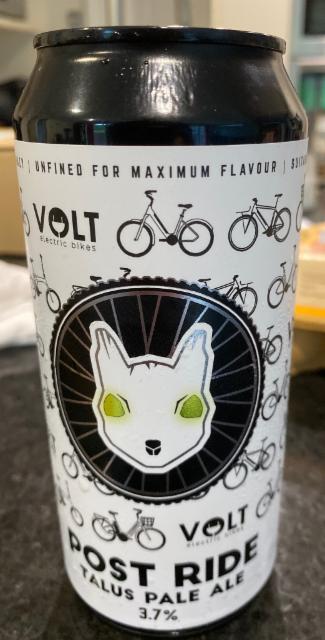 UNFINED FOR MAXIMUM FLAVOUR |
VOLT
electric bikes
VOLT
electric bikes
POST RIDE
TALUS PALE ALE
3.7%